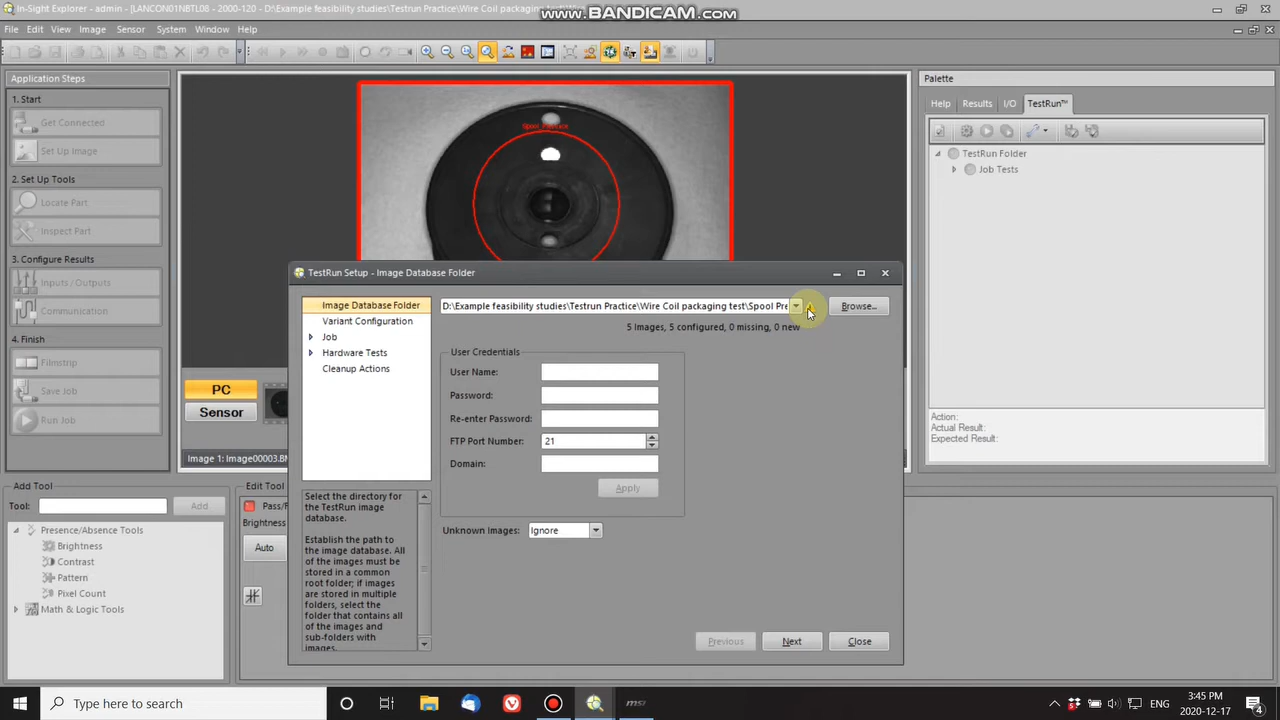 In-Sight Explorer - admin - [LANCON01NBTL08 - 2000-120 - D:\Example feasibility studies\Testrun Practice\Wire Coil packaging test\
www.BANDICAM.com
File Edit View Image Sensor System Window Help
Application Steps
1. Start
Get Connected
Set Up Image
2. Set Up Tools
Locate Part
Inspect Part
3. Configure Results
Inputs / Outputs
Communication
4. Finish
Filmstrip
Save Job
Run Job
PC
Sensor
Image 1: Image00003.BM
Palette
Help Results I/O TestRun™
TestRun Folder
Job Tests
Action:
Actual Result:
Expected Result:
TestRun Setup - Image Database Folder
Image Database Folder
Variant Configuration
Job
Hardware Tests
Cleanup Actions
Select the directory for
the TestRun image
database.
Establish the path to
the image database. All
of the images must be
stored in a common
root folder; if images
are stored in multiple
folders, select the
folder that contains all
of the images and
sub-folders with
images.
D:\Example feasibility studies\Testrun Practice\Wire Coil packaging test\Spool Pre
Browse...
5 Images, 5 configured, 0 missing, 0 new
User Credentials
User Name:
Password:
Re-enter Password:
FTP Port Number: 21
Domain:
Apply
Unknown Images: Ignore
Previous Next Close
Add Tool
Tool: Add
Presence/Absence Tools
Brightness
Contrast
Pattern
Pixel Count
Math & Logic Tools
Edit Tool
Pass/F
Brightness
Auto
Type here to search
msi
ENG
3:45 PM
2020-12-17